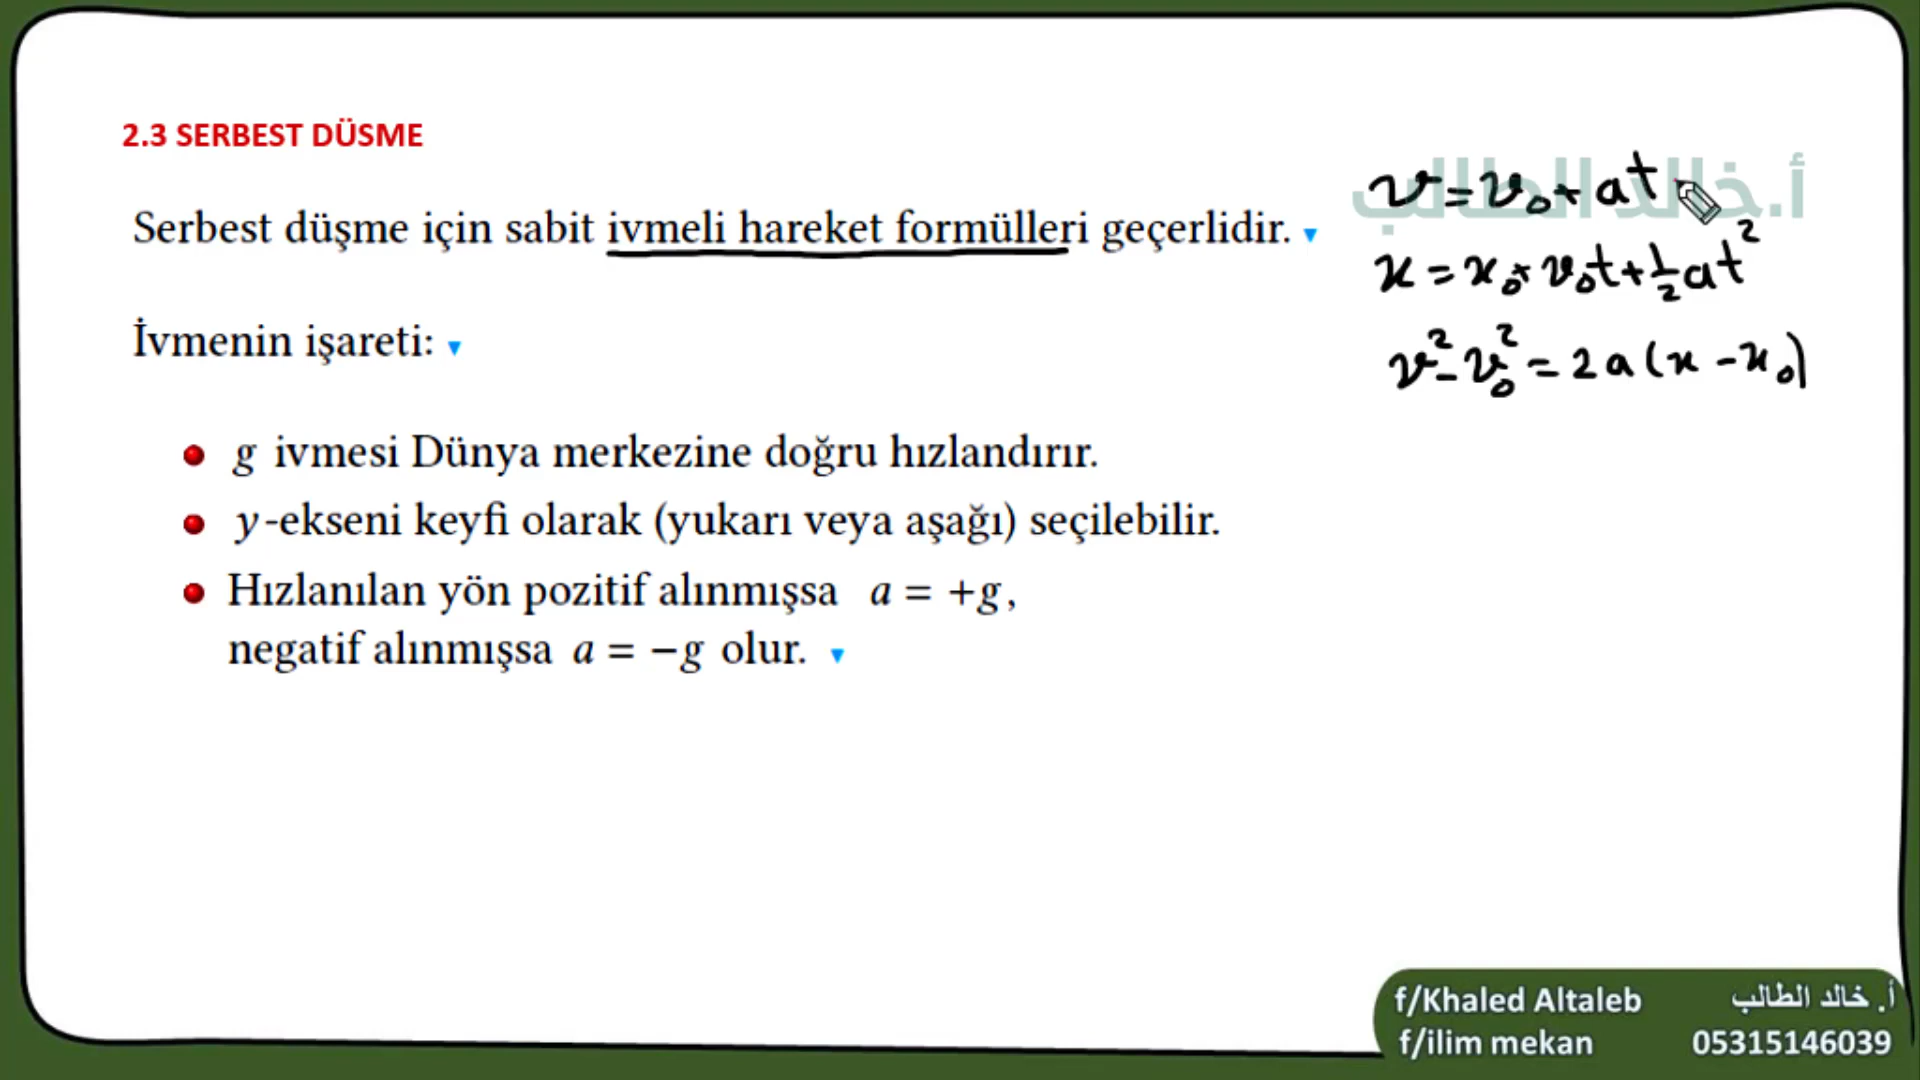 2.3 SERBEST DÜSME
أ.خالد الطالب
v = v₀ + at
Serbest düşme için sabit ivmeli hareket formülleri geçerlidir.
x = x₀ + v₀t + ½at²
İvmenin işareti:
v² - v₀² = 2a(x - x₀)
g ivmesi Dünya merkezine doğru hızlandırır.
y-ekseni keyfi olarak (yukarı veya aşağı) seçilebilir.
Hızlanılan yön pozitif alınmışsa a = +g,
negatif alınmışsa a = −g olur.
f/Khaled Altaleb أ. خالد الطالب
f/ilim mekan 05315146039